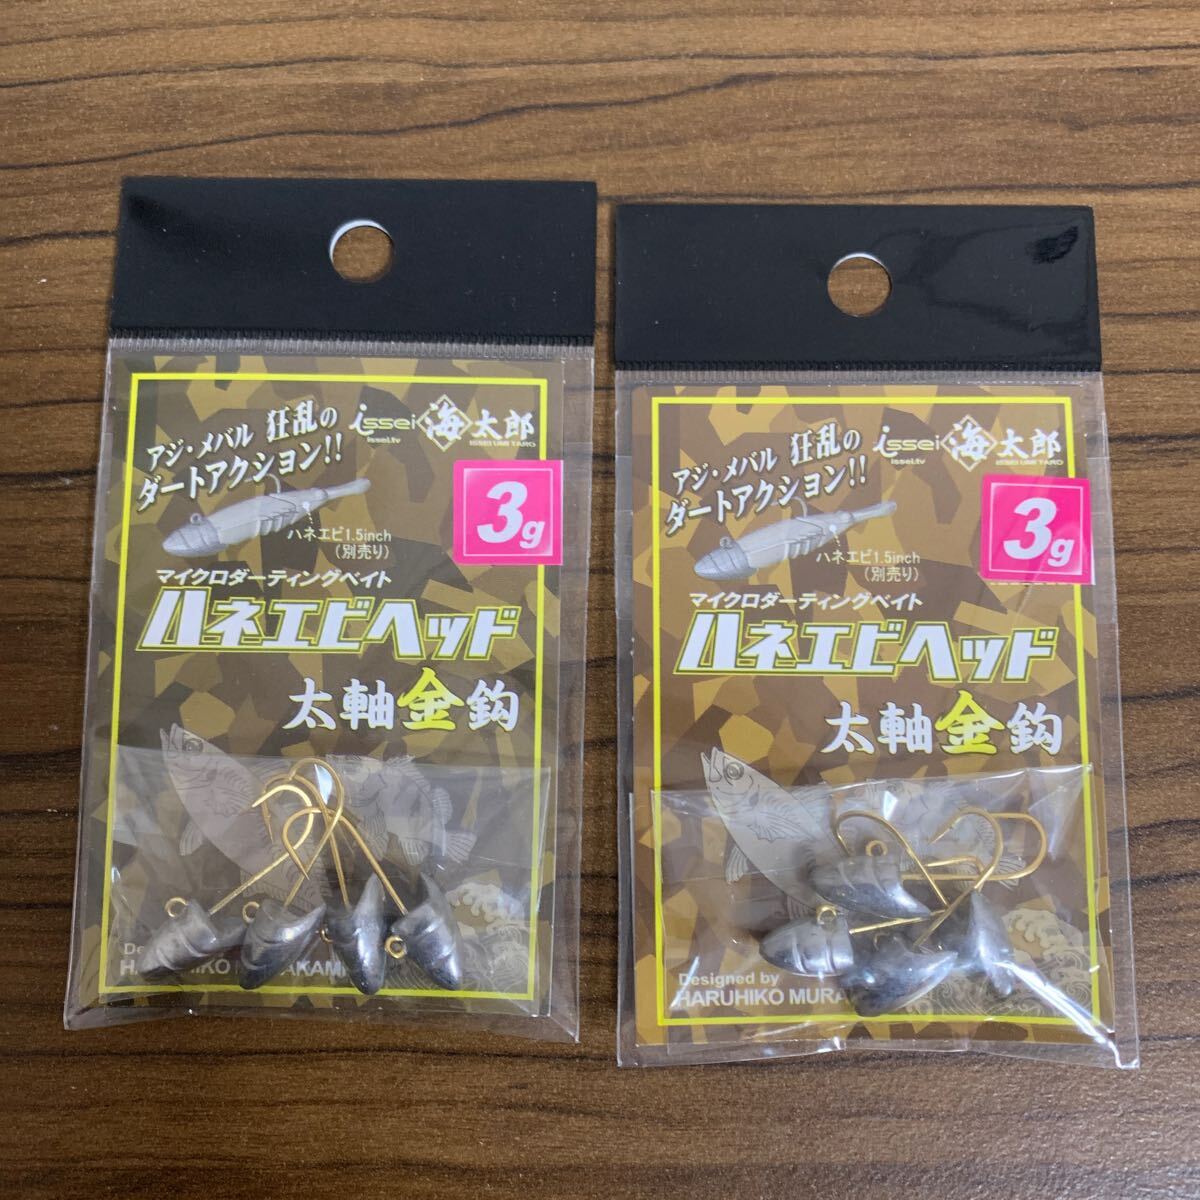 アジ・メバル 狂乱の
ダートアクション!!
issei
issei.tv
海太郎
ISSEI UMI TARO
3g
ハネエビ1.5inch
(別売り)
マイクロダーティングベイト
ハネエビヘッド
太軸金鈎
HARUHIKO MURAKAMI
アジ・メバル 狂乱の
ダートアクション!!
issei
issei.tv
海太郎
ISSEI UMI TARO
3g
ハネエビ1.5inch
(別売り)
マイクロダーティングベイト
ハネエビヘッド
太軸金鈎
Designed by
HARUHIKO MURA